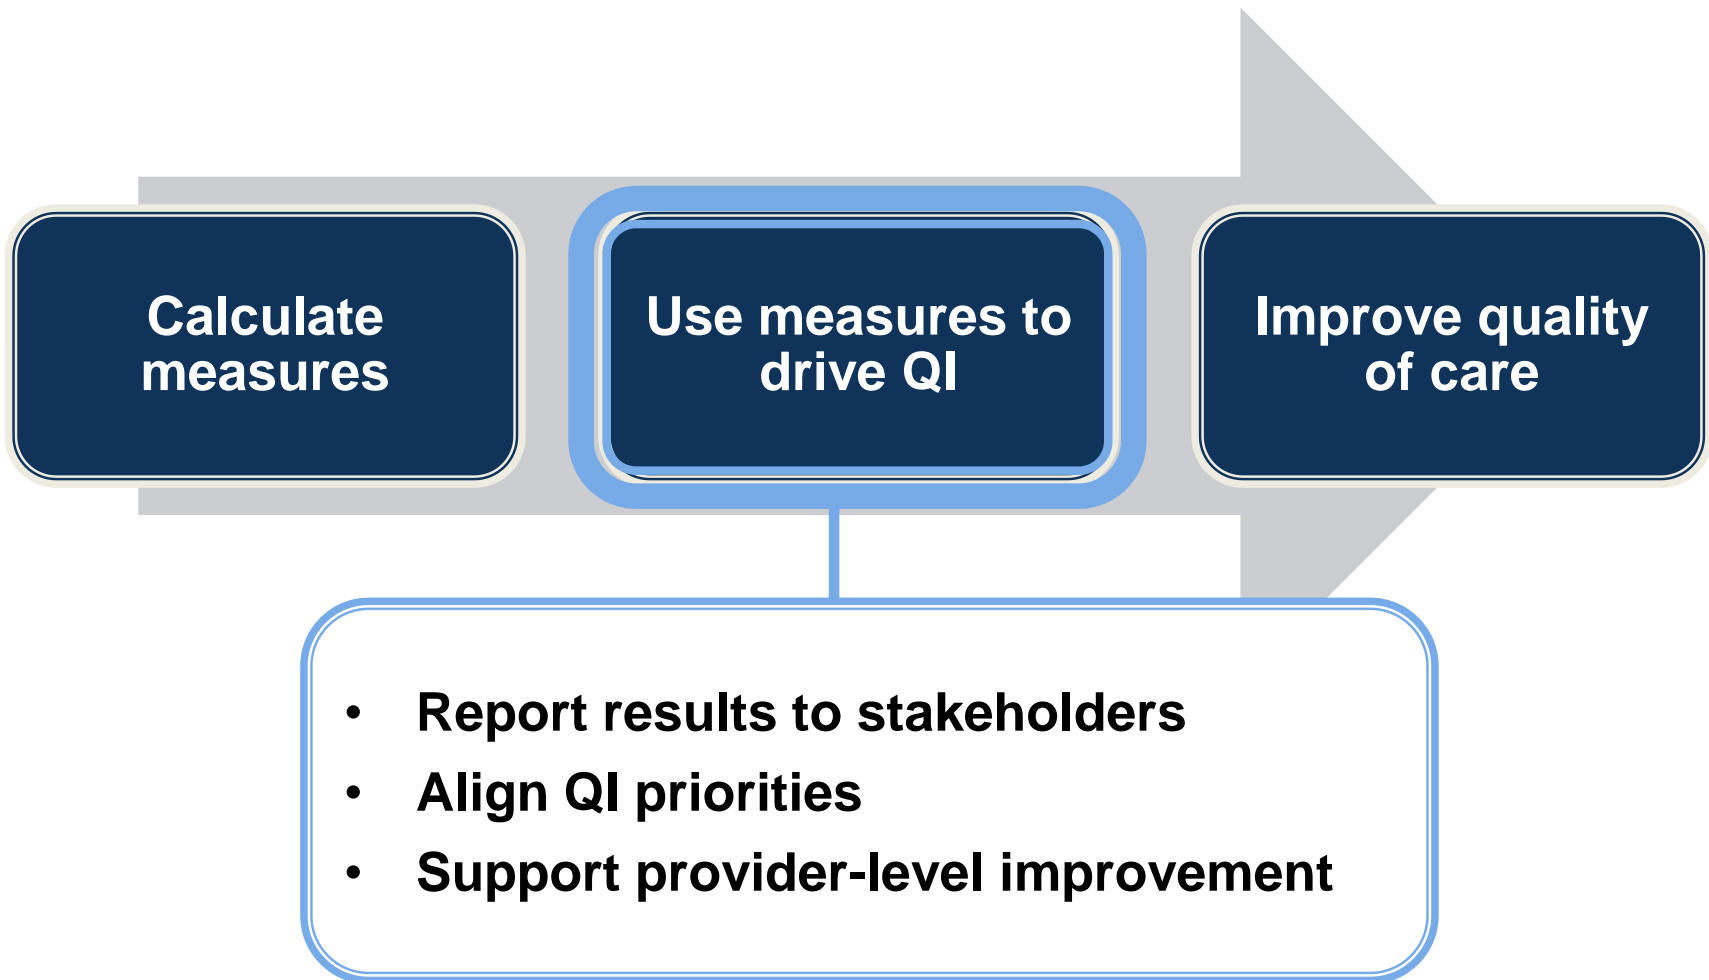 Calculate
measures
Use measures to
drive QI
Improve quality
of care
• Report results to stakeholders
• Align QI priorities
• Support provider-level improvement